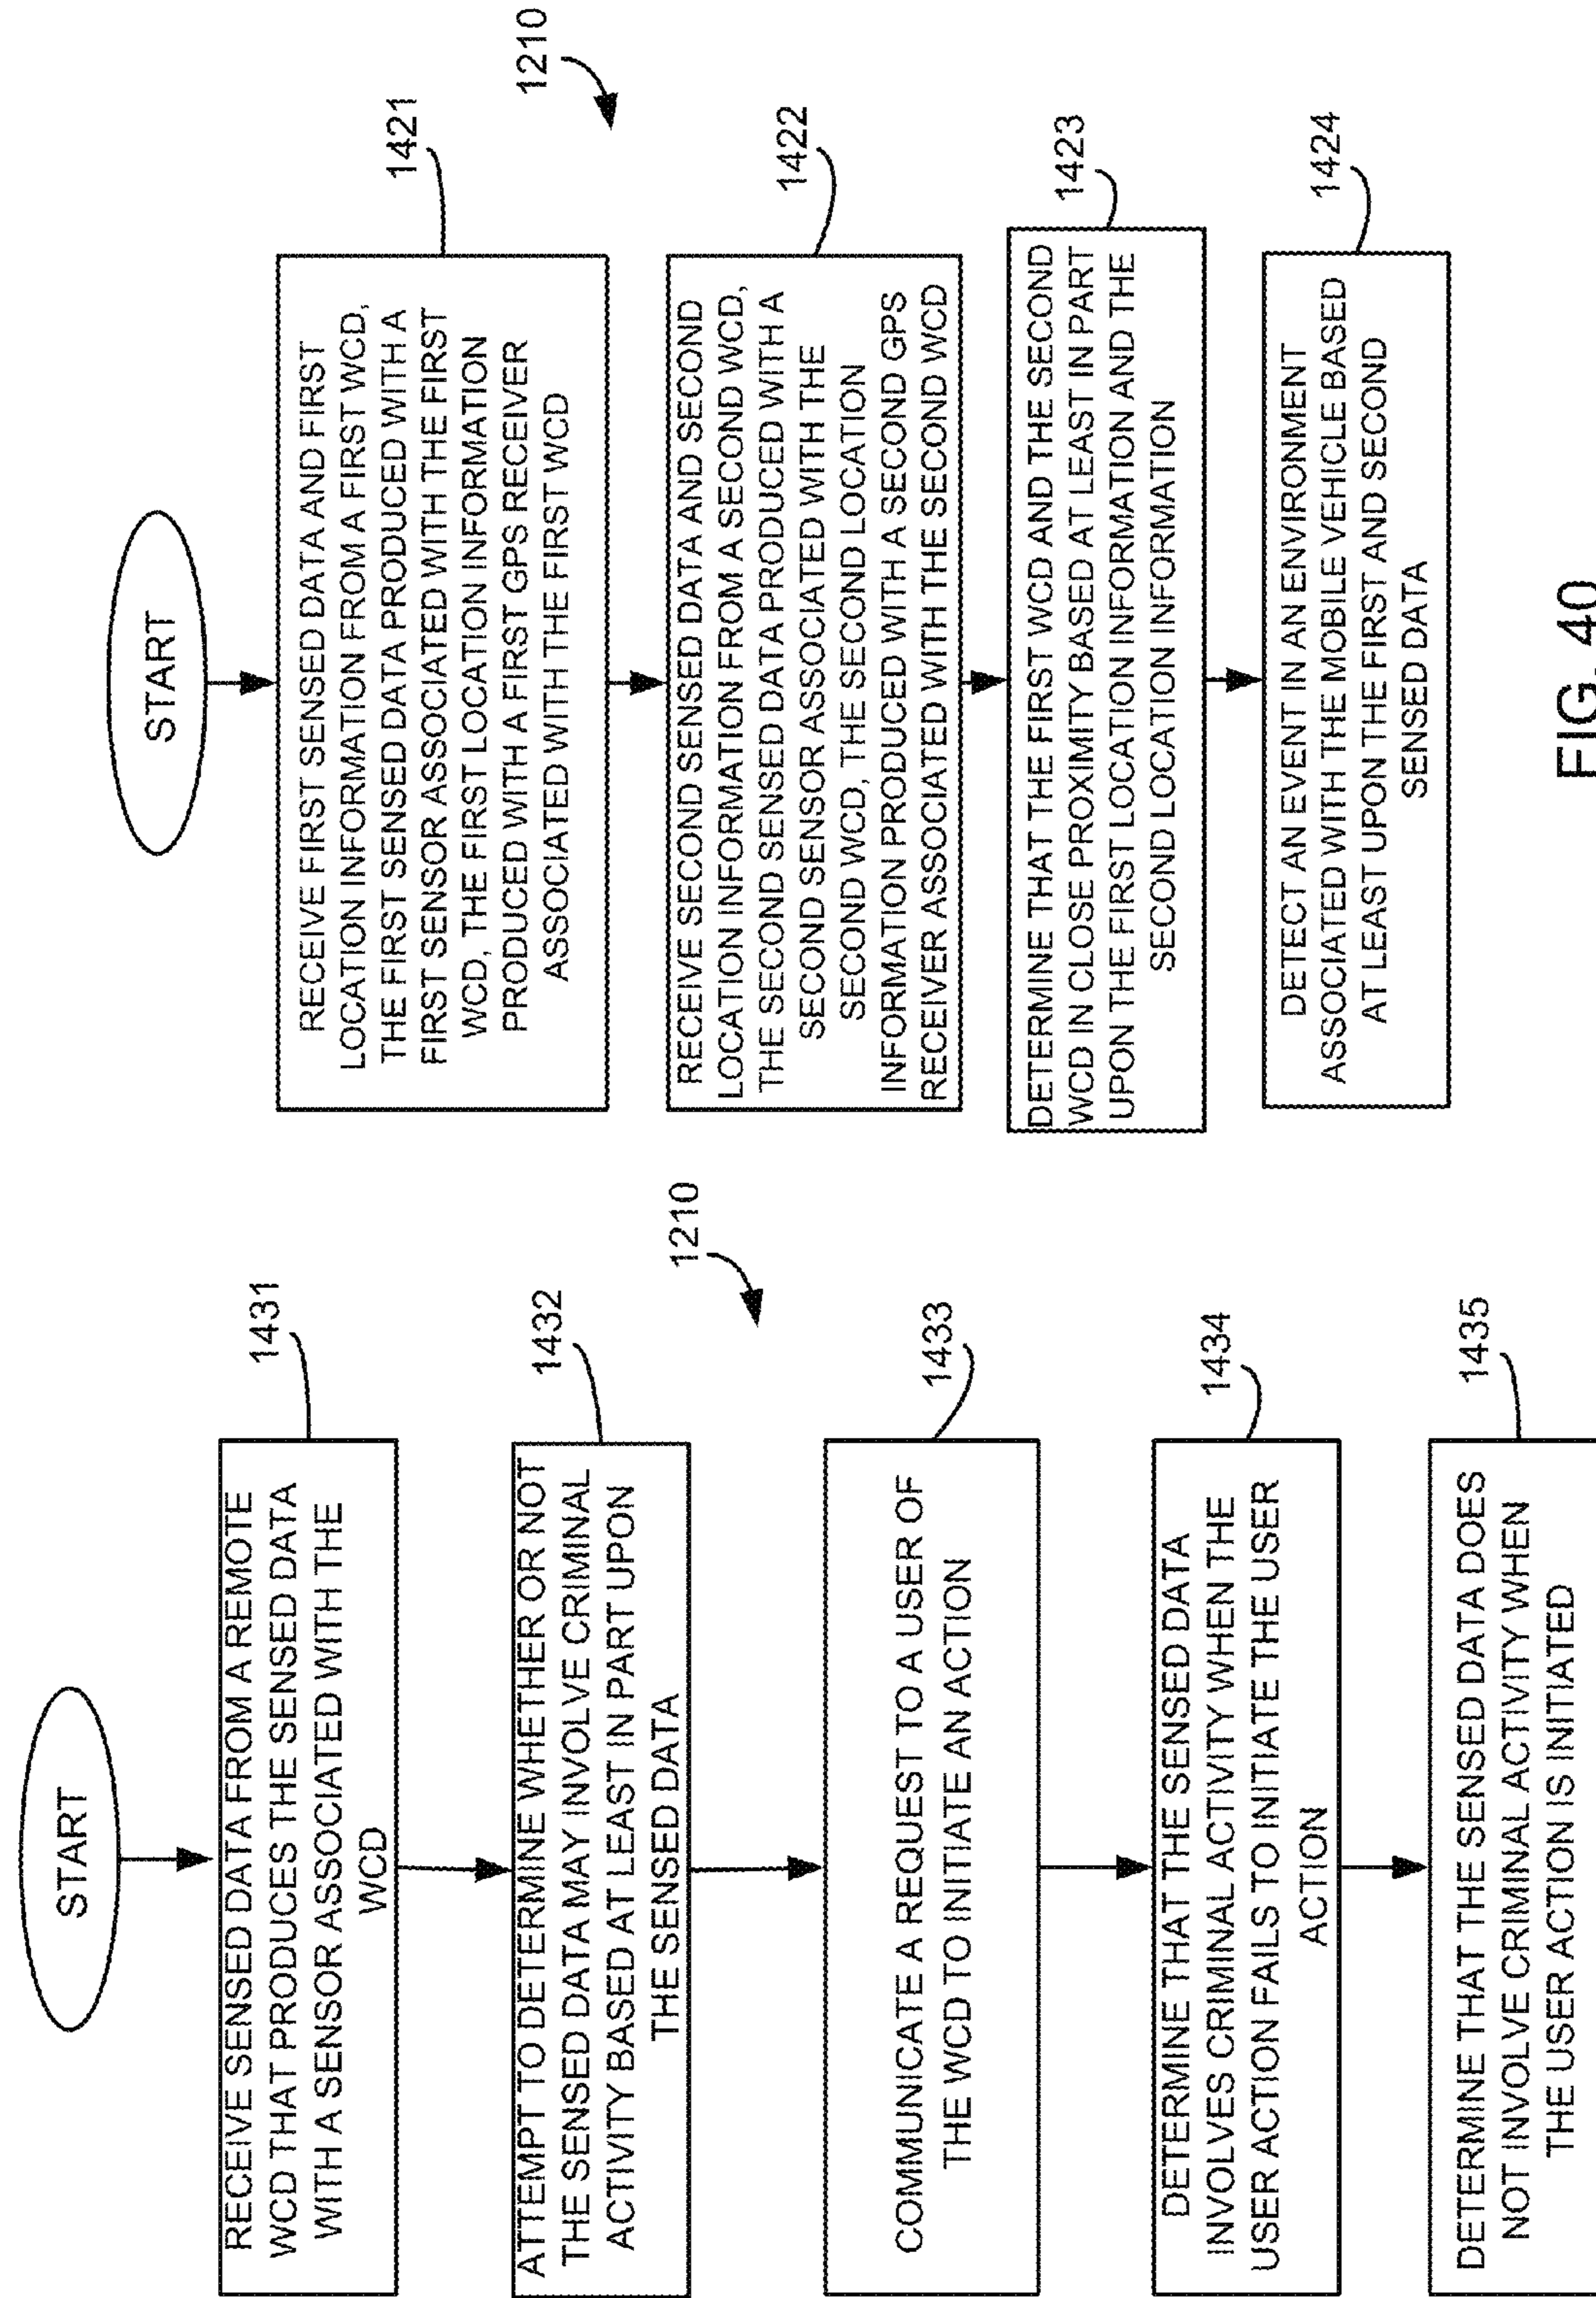 START
1431
RECEIVE SENSED DATA FROM A REMOTE
WCD THAT PRODUCES THE SENSED DATA
WITH A SENSOR ASSOCIATED WITH THE
WCD
1432
ATTEMPT TO DETERMINE WHETHER OR NOT
THE SENSED DATA MAY INVOLVE CRIMINAL
ACTIVITY BASED AT LEAST IN PART UPON
THE SENSED DATA
1210
1433
COMMUNICATE A REQUEST TO A USER OF
THE WCD TO INITIATE AN ACTION
1434
DETERMINE THAT THE SENSED DATA
INVOLVES CRIMINAL ACTIVITY WHEN THE
USER ACTION FAILS TO INITIATE THE USER
ACTION
1435
DETERMINE THAT THE SENSED DATA DOES
NOT INVOLVE CRIMINAL ACTIVITY WHEN
THE USER ACTION IS INITIATED
START
1421
RECEIVE FIRST SENSED DATA AND FIRST
LOCATION INFORMATION FROM A FIRST WCD,
THE FIRST SENSED DATA PRODUCED WITH A
FIRST SENSOR ASSOCIATED WITH THE FIRST
WCD, THE FIRST LOCATION INFORMATION
PRODUCED WITH A FIRST GPS RECEIVER
ASSOCIATED WITH THE FIRST WCD
1210
1422
RECEIVE SECOND SENSED DATA AND SECOND
LOCATION INFORMATION FROM A SECOND WCD,
THE SECOND SENSED DATA PRODUCED WITH A
SECOND SENSOR ASSOCIATED WITH THE
SECOND WCD, THE SECOND LOCATION
INFORMATION PRODUCED WITH A SECOND GPS
RECEIVER ASSOCIATED WITH THE SECOND WCD
1423
DETERMINE THAT THE FIRST WCD AND THE SECOND
WCD IN CLOSE PROXIMITY BASED AT LEAST IN PART
UPON THE FIRST LOCATION INFORMATION AND THE
SECOND LOCATION INFORMATION
1424
DETECT AN EVENT IN AN ENVIRONMENT
ASSOCIATED WITH THE MOBILE VEHICLE BASED
AT LEAST UPON THE FIRST AND SECOND
SENSED DATA
FIG. 40